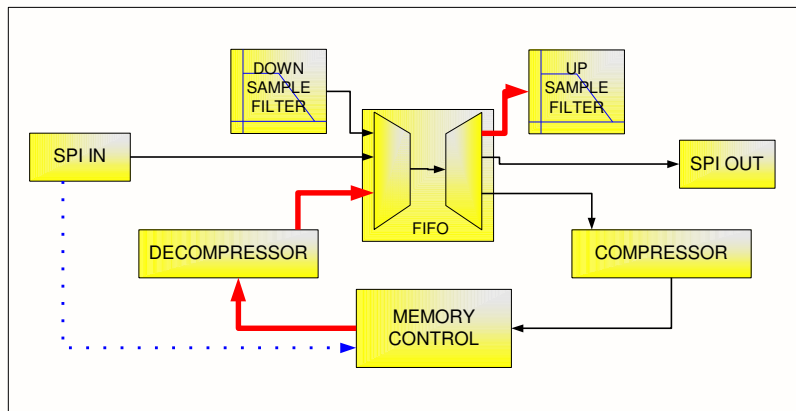 DOWN
SAMPLE
FILTER
UP
SAMPLE
FILTER
SPI IN
SPI OUT
FIFO
DECOMPRESSOR
COMPRESSOR
MEMORY
CONTROL